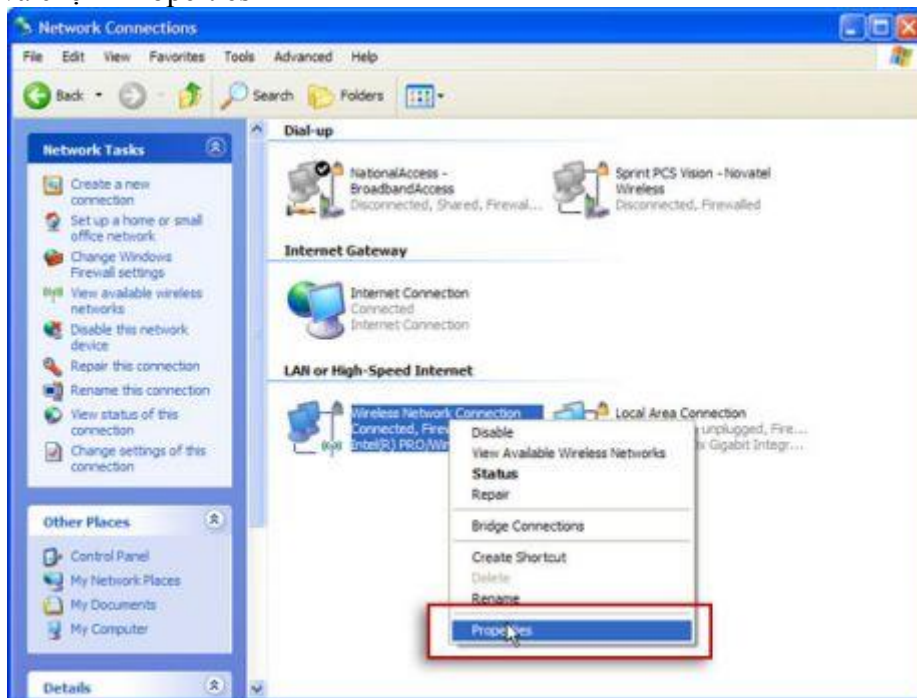 Properties
Network Connections
File Edit View Favorites Tools Advanced Help
Back Search Folders
Network Tasks
Create a new
connection
Set up a home or small
office network
Change Windows
Firewall settings
View available wireless
networks
Disable this network
device
Repair this connection
Rename this connection
View status of this
connection
Change settings of this
connection
Other Places
Control Panel
My Network Places
My Documents
My Computer
Details
Dial-up
NationalAccess -
BroadbandAccess
Disconnected, Shared, Firewal...
Sprint PCS Vision - Novatel
Wireless
Disconnected, Firewalled
Internet Gateway
Internet Connection
Connected
Internet Connection
LAN or High-Speed Internet
Wireless Network Connection
Connected, Firew
Intel(R) PRO/Wir
Local Area Connection
unplugged, Fire...
Gigabit Integr...
Disable
View Available Wireless Networks
Status
Repair
Bridge Connections
Create Shortcut
Delete
Rename
Properties